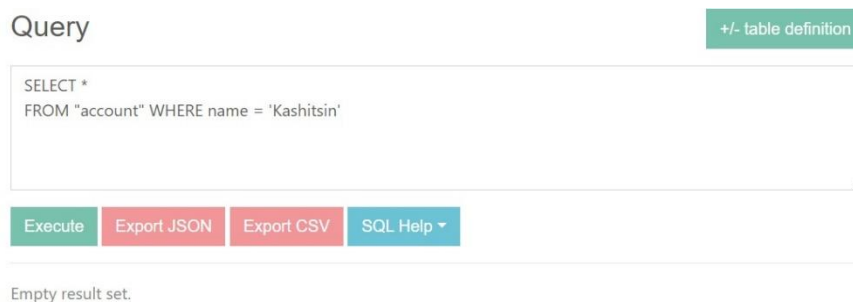 Query
+/- table definition
SELECT *
FROM "account" WHERE name = 'Kashitsin'
Execute Export JSON Export CSV SQL Help
Empty result set.